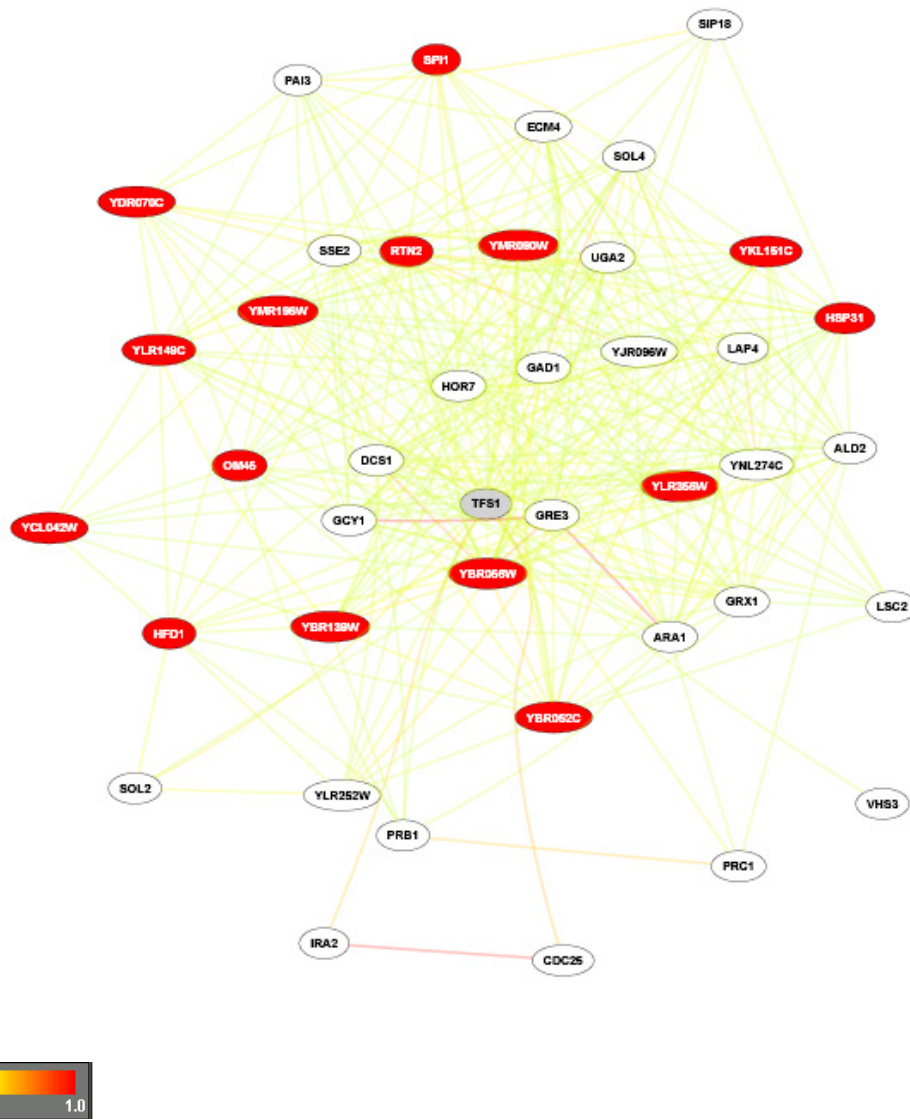 SIP18
SPI1
PAI3
ECM4
SOL4
YDR070C
SSE2
RTN2
YMR090W
UGA2
YKL151C
YMR196W
HSP31
YLR149C
YJR096W
LAP4
GAD1
HOR7
ALD2
DCS1
OM45
YNL274C
YLR356W
TFS1
GRE3
GCY1
YCL042W
YBR056W
GRX1
LSC2
YBR139W
HFD1
ARA1
YBR052C
SOL2
YLR252W
VHS3
PRB1
PRC1
IRA2
CDC25
1.0